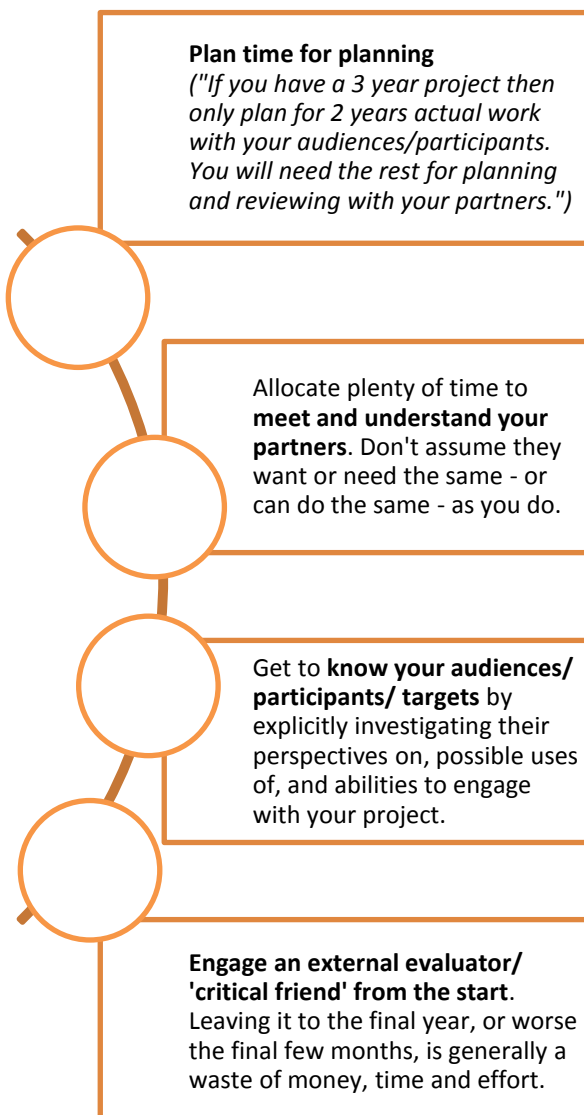 Plan time for planning
("If you have a 3 year project then
only plan for 2 years actual work
with your audiences/participants.
You will need the rest for planning
and reviewing with your partners.")
Allocate plenty of time to
meet and understand your
partners. Don't assume they
want or need the same - or
can do the same - as you do.
Get to know your audiences/
participants/ targets by
explicitly investigating their
perspectives on, possible uses
of, and abilities to engage
with your project.
Engage an external evaluator/
'critical friend' from the start.
Leaving it to the final year, or worse
the final few months, is generally a
waste of money, time and effort.